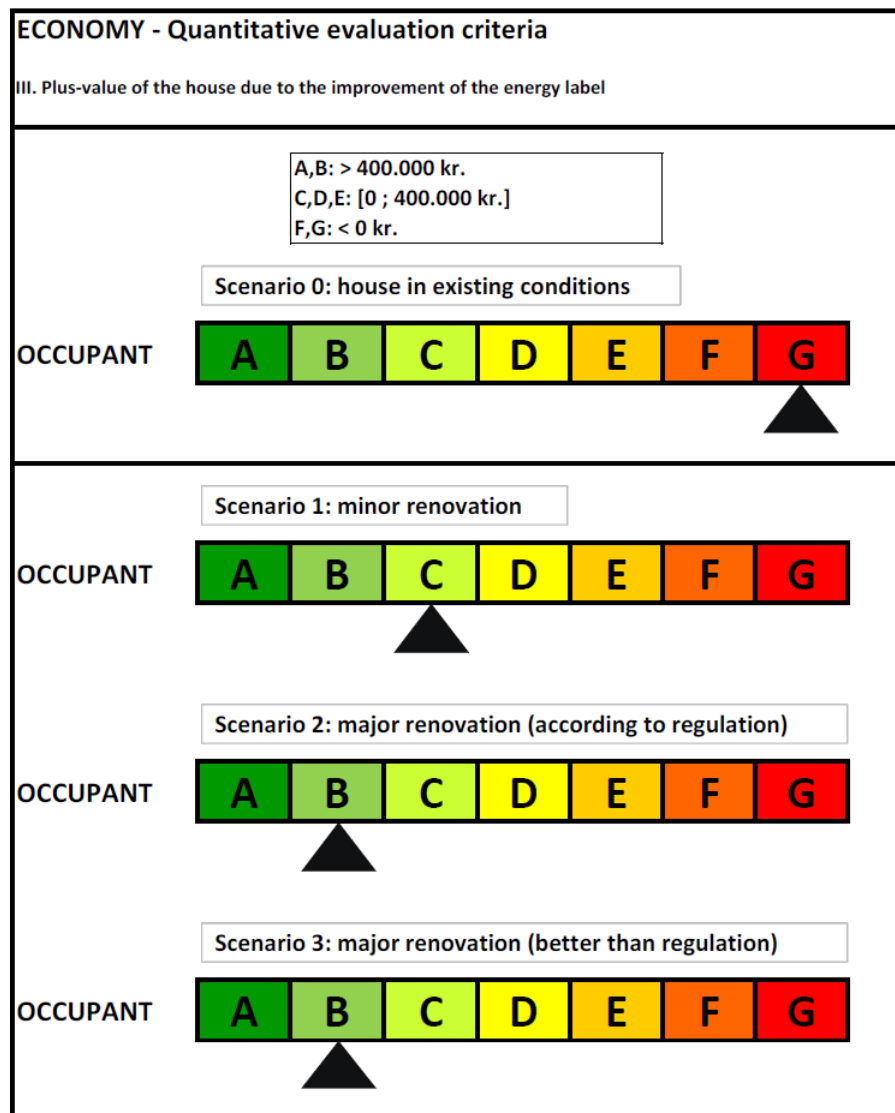 ECONOMY - Quantitative evaluation criteria
III. Plus-value of the house due to the improvement of the energy label
A,B: > 400.000 kr.
C,D,E: [0 ; 400.000 kr.]
F,G: < 0 kr.
Scenario 0: house in existing conditions
OCCUPANT A B C D E F G
Scenario 1: minor renovation
OCCUPANT A B C D E F G
Scenario 2: major renovation (according to regulation)
OCCUPANT A B C D E F G
Scenario 3: major renovation (better than regulation)
OCCUPANT A B C D E F G